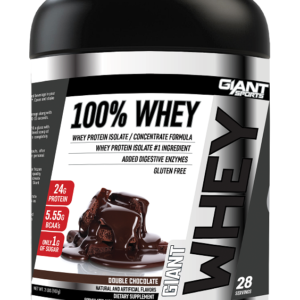 GIANT
SPORTS
100% WHEY
WHEY PROTEIN ISOLATE / CONCENTRATE FORMULA
WHEY PROTEIN ISOLATE #1 INGREDIENT
ADDED DIGESTIVE ENZYMES
GLUTEN FREE
24G
PROTEIN
5.55G
BCAA's
ONLY 1G
OF SUGAR
DOUBLE CHOCOLATE
NATURAL AND ARTIFICIAL FLAVORS
DIETARY SUPPLEMENT
GIANT
WHEY
28
SERVINGS